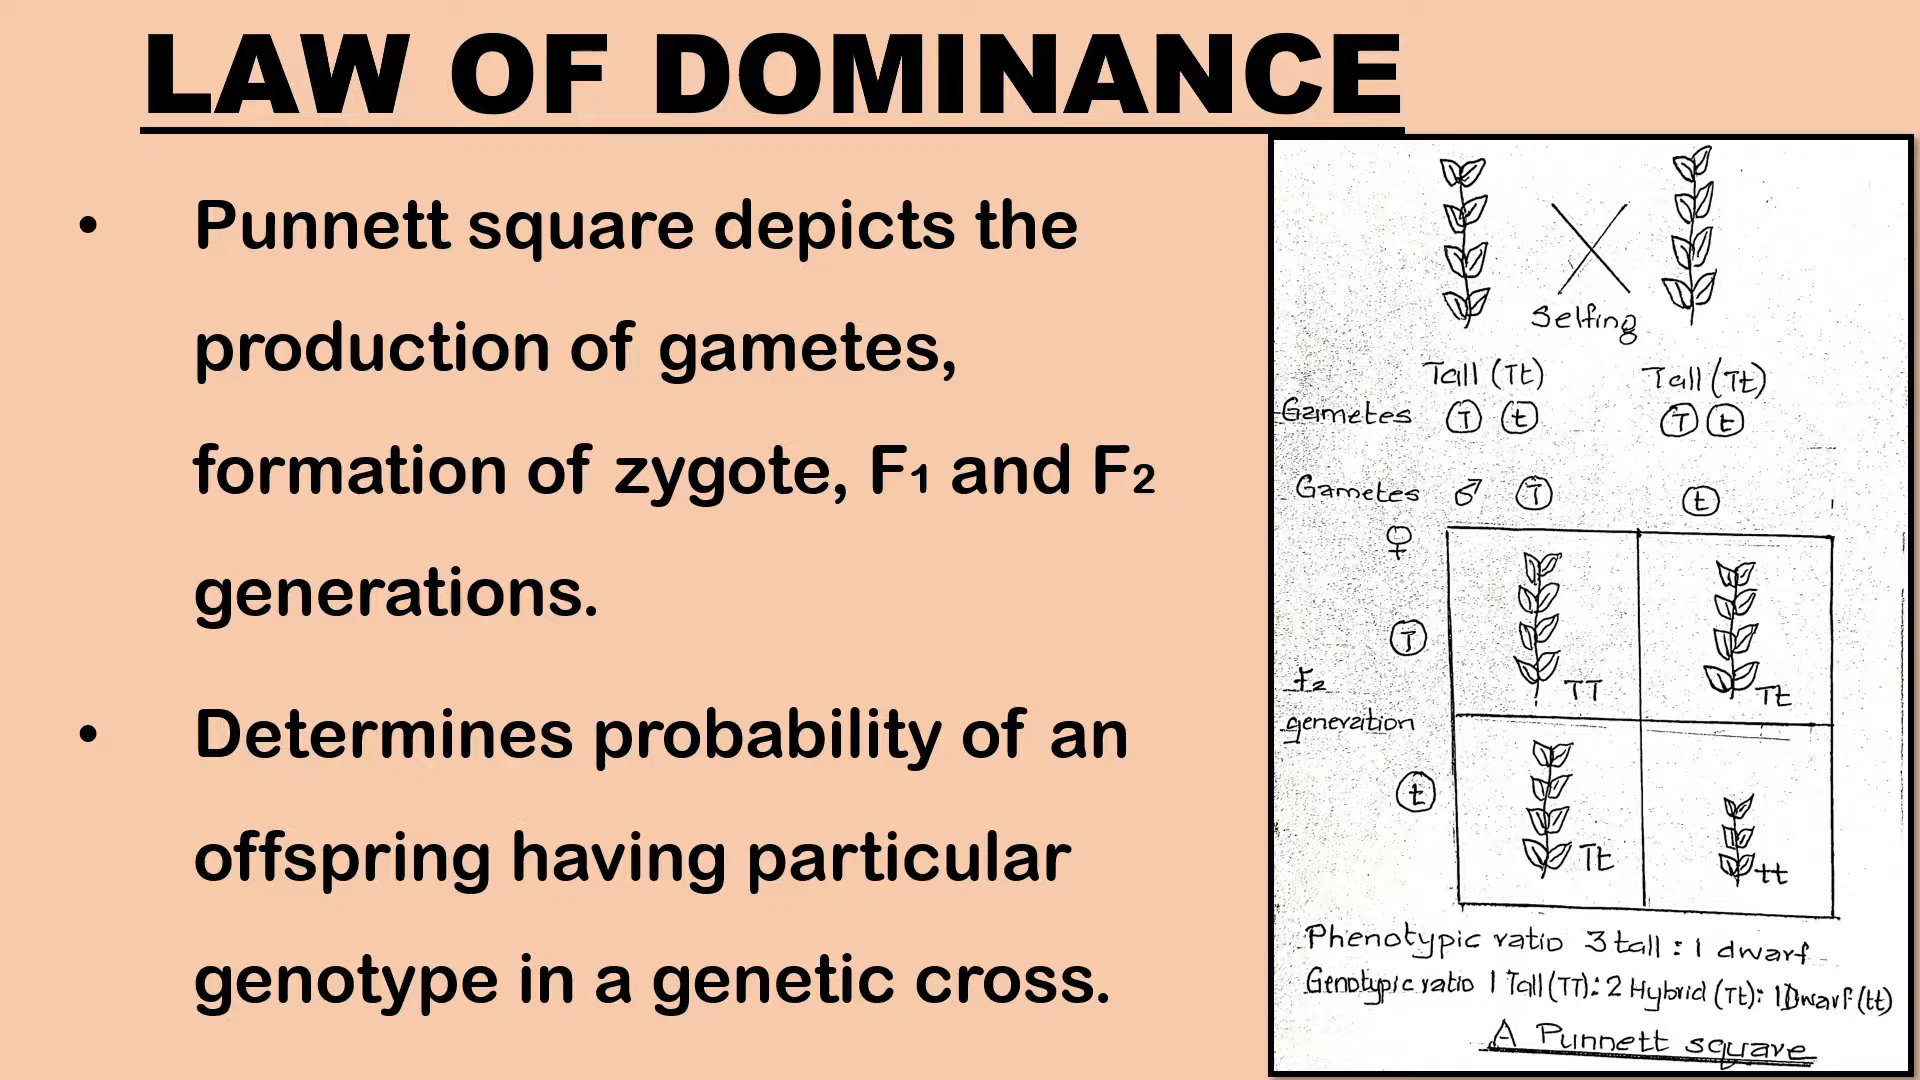 LAW OF DOMINANCE
• Punnett square depicts the
production of gametes,
formation of zygote, F₁ and F₂
generations.
• Determines probability of an
offspring having particular
genotype in a genetic cross.
Selfing
Tall (Tt) Tall (Tt)
Gametes T t T t
Gametes ♂ T t
♀
T TT Tt
F₂
generation
t Tt tt
Phenotypic ratio 3 tall : 1 dwarf
Genotypic ratio 1 Tall (TT): 2 Hybrid (Tt): 1 Dwarf (tt)
A Punnett square